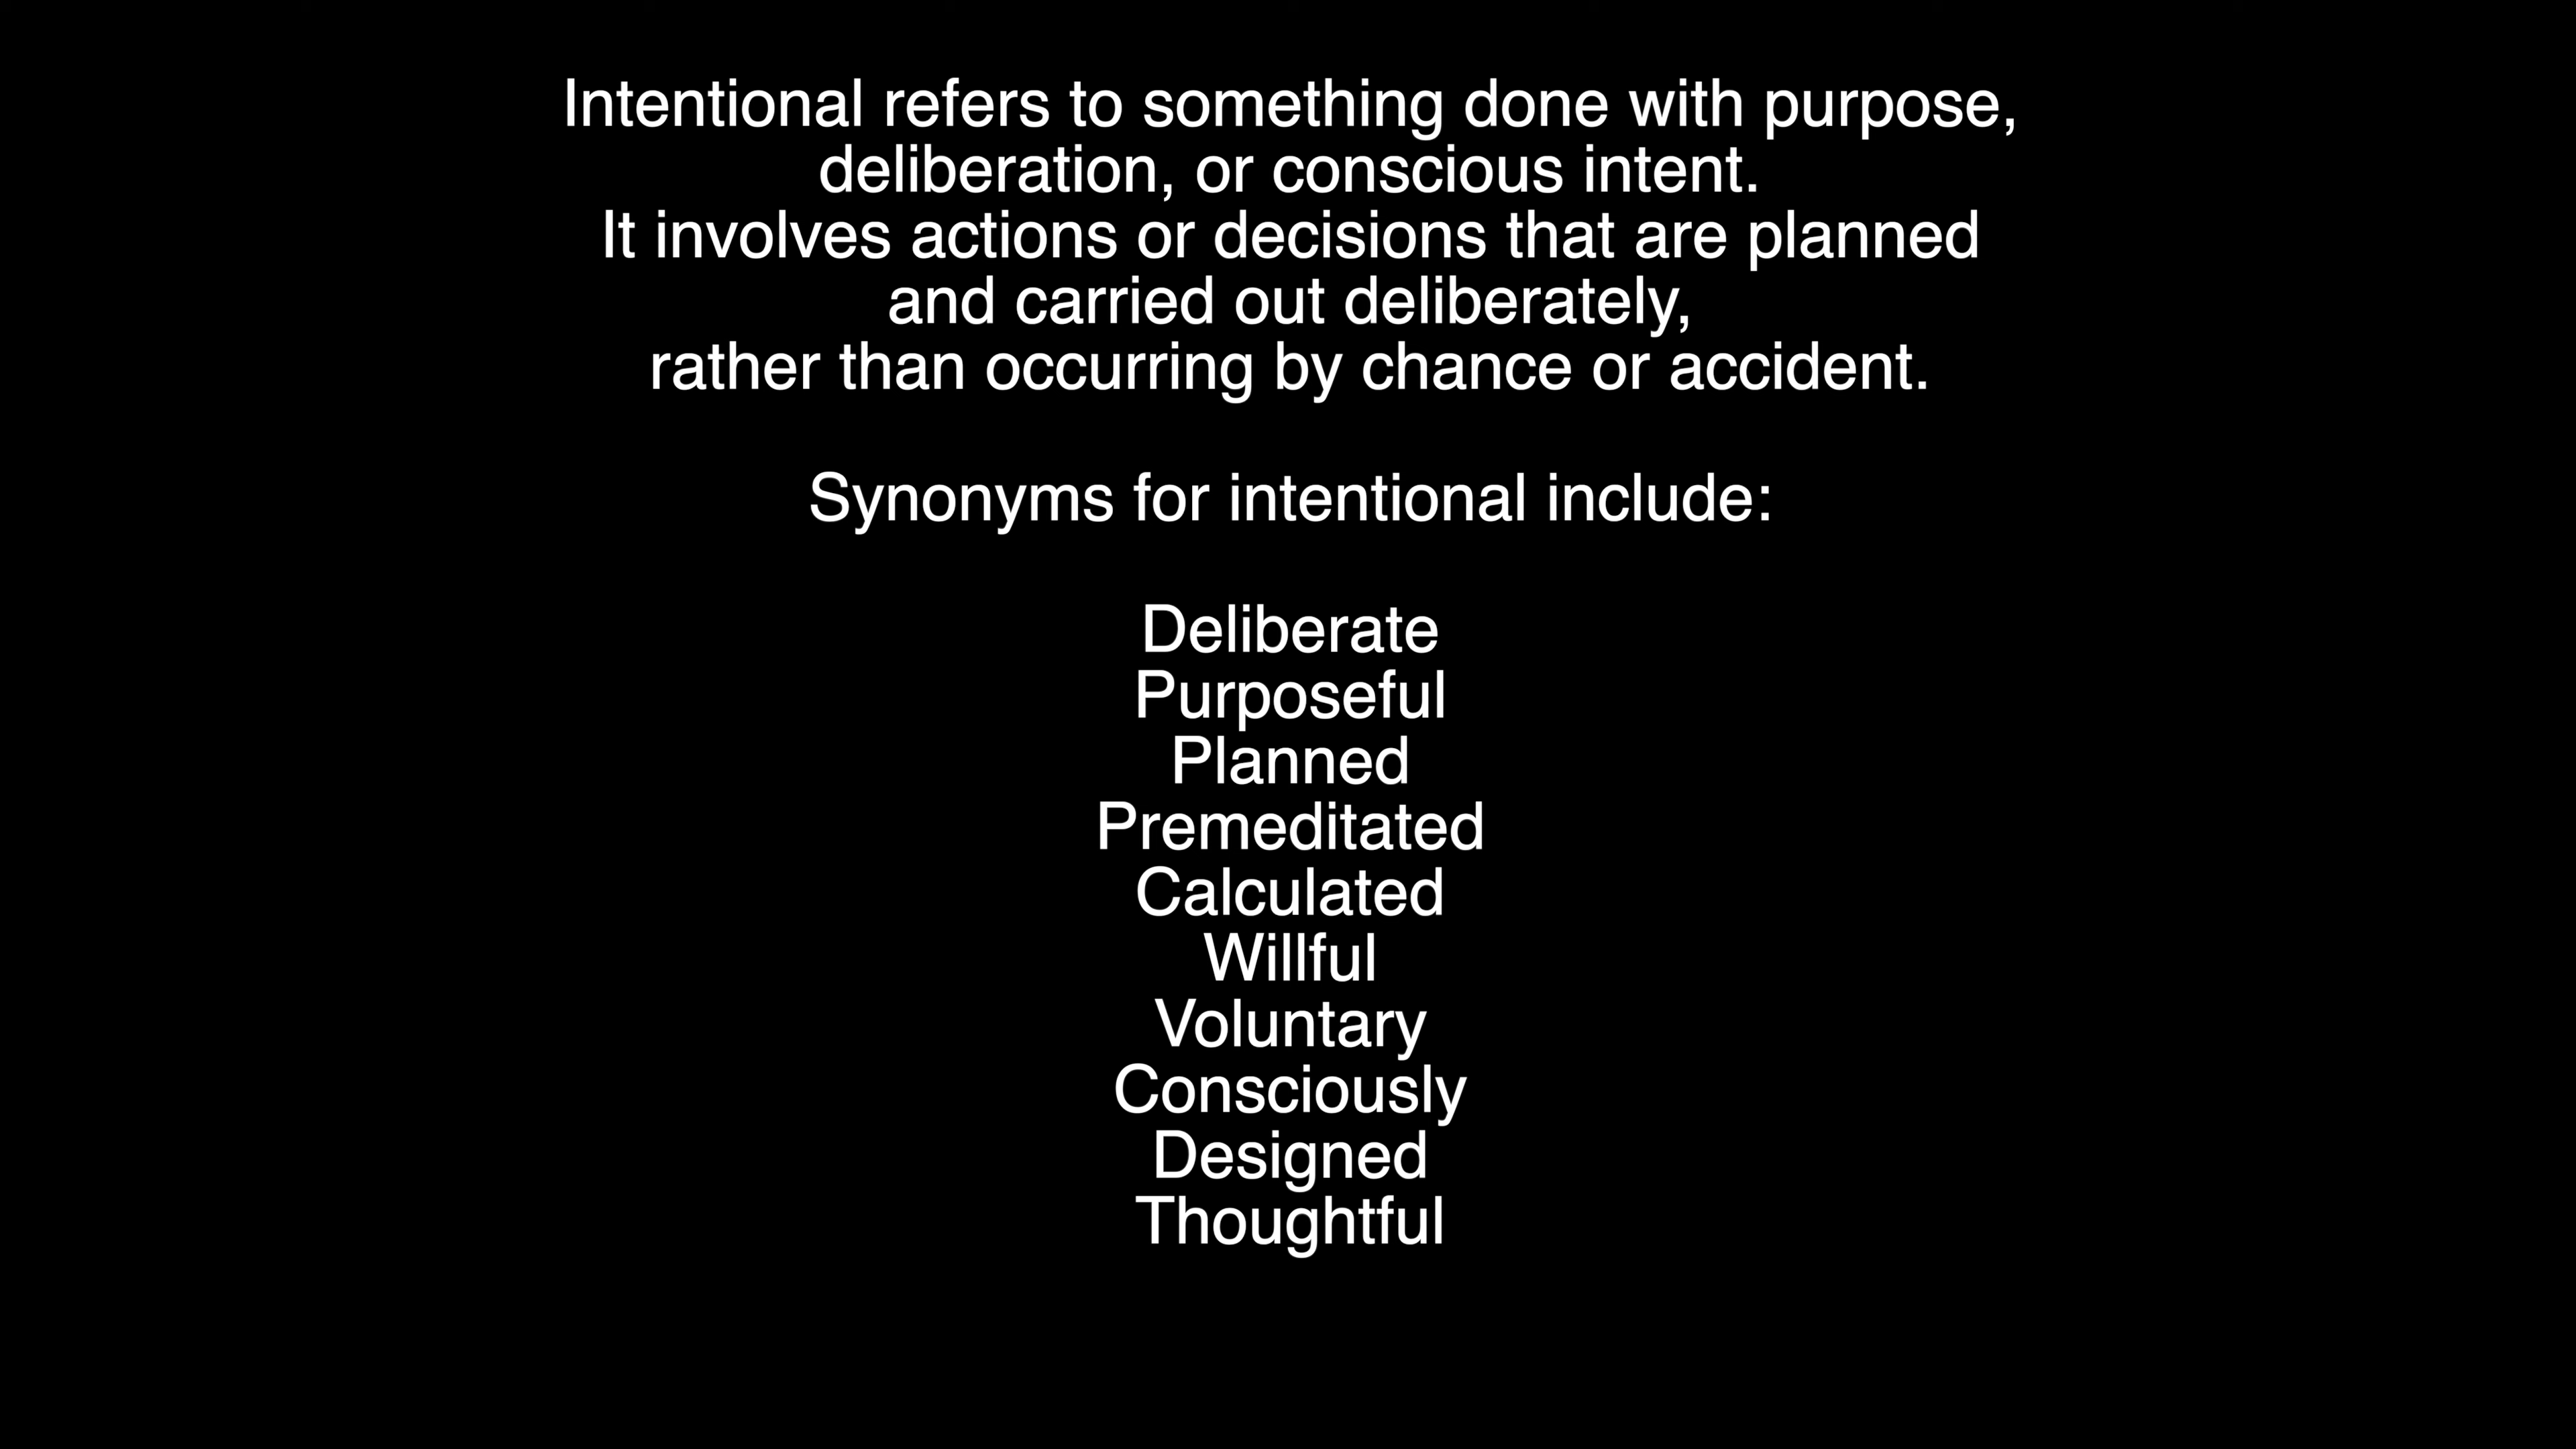 Intentional refers to something done with purpose,
deliberation, or conscious intent.
It involves actions or decisions that are planned
and carried out deliberately,
rather than occurring by chance or accident.
Synonyms for intentional include:
Deliberate
Purposeful
Planned
Premeditated
Calculated
Willful
Voluntary
Consciously
Designed
Thoughtful